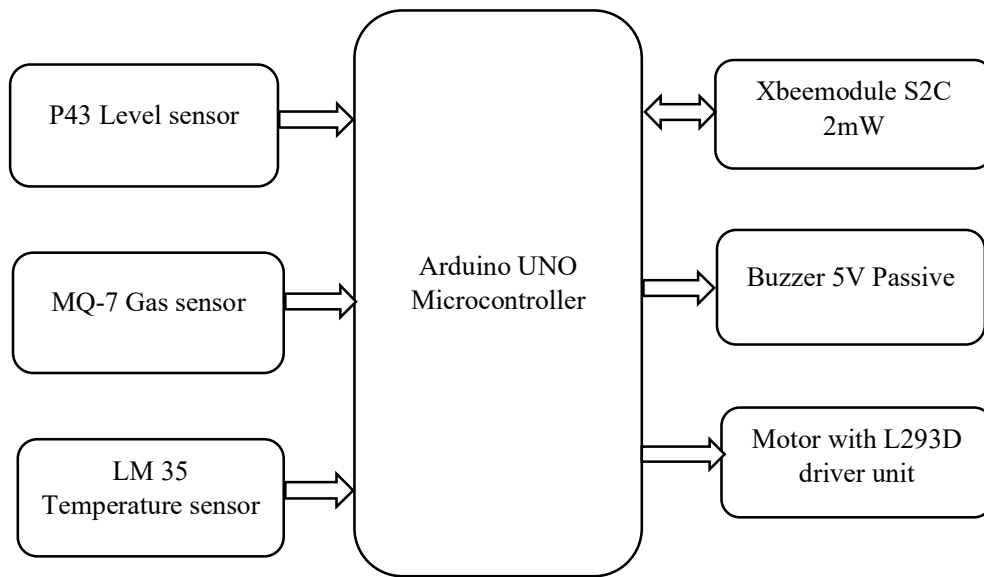 P43 Level sensor
MQ-7 Gas sensor
LM 35
Temperature sensor
Arduino UNO
Microcontroller
Xbeemodule S2C
2mW
Buzzer 5V Passive
Motor with L293D
driver unit